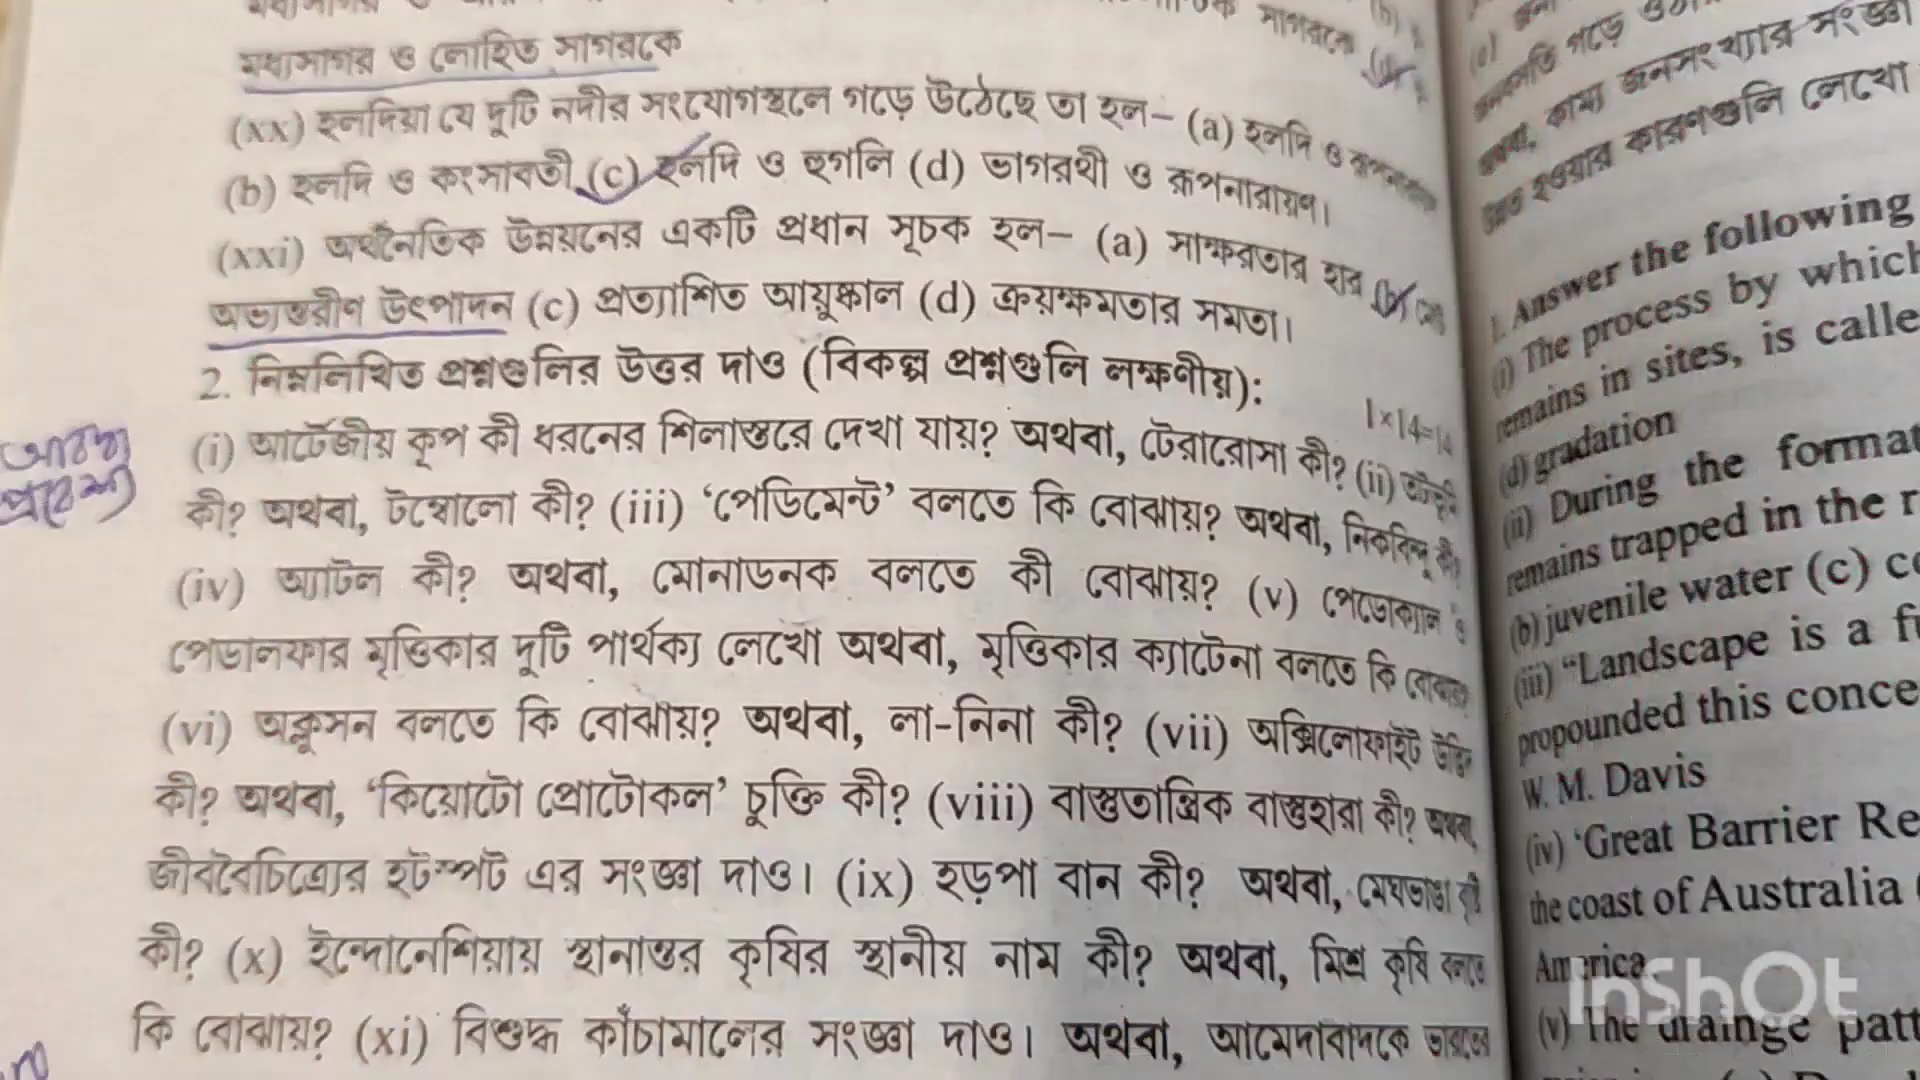 মধ্যসাগর ও লোহিত সাগরকে
(xx) হলদিয়া যে দুটি নদীর সংযোগস্থলে গড়ে উঠেছে তা হল– (a) হলদি ও রূপনারায়ণ
(b) হলদি ও কংসাবতী (c) হলদি ও হুগলি (d) ভাগরথী ও রূপনারায়ণ।
(xxi) অর্থনৈতিক উন্নয়নের একটি প্রধান সূচক হল– (a) সাক্ষরতার হার (b)
অভ্যন্তরীণ উৎপাদন (c) প্রত্যাশিত আয়ুষ্কাল (d) ক্রয়ক্ষমতার সমতা।
2. নিম্নলিখিত প্রশ্নগুলির উত্তর দাও (বিকল্প প্রশ্নগুলি লক্ষণীয়):
1×14=14
(i) আর্টেজীয় কূপ কী ধরনের শিলাস্তরে দেখা যায়? অথবা, টেরারোসা কী? (ii)
কী? অথবা, টম্বোলো কী? (iii) ‘পেডিমেন্ট’ বলতে কি বোঝায়? অথবা, নিকবিন্দু কী?
(iv) অ্যাটল কী? অথবা, মোনাডনক বলতে কী বোঝায়? (v) পেডোক্যাল ও
পেডালফার মৃত্তিকার দুটি পার্থক্য লেখো অথবা, মৃত্তিকার ক্যাটেনা বলতে কি বোঝায়?
(vi) অক্লুসন বলতে কি বোঝায়? অথবা, লা-নিনা কী? (vii) অক্সিলোফাইট উদ্ভিদ
কী? অথবা, ‘কিয়োটো প্রোটোকল’ চুক্তি কী? (viii) বাস্তুতান্ত্রিক বাস্তুহারা কী? অথবা,
জীববৈচিত্র্যের হটস্পট এর সংজ্ঞা দাও। (ix) হড়পা বান কী? অথবা, মেঘভাঙা বৃষ্টি
কী? (x) ইন্দোনেশিয়ায় স্থানান্তর কৃষির স্থানীয় নাম কী? অথবা, মিশ্র কৃষি বলতে
কি বোঝায়? (xi) বিশুদ্ধ কাঁচামালের সংজ্ঞা দাও। অথবা, আমেদাবাদকে ভারতের
গড়ে
কাম্য জনসংখ্যার সংজ্ঞা
হওয়ার কারণগুলি লেখো
1. Answer the following
(i) The process by which
remains in sites, is calle
(d) gradation
(ii) During the format
remains trapped in the r
(b) juvenile water (c) co
(iii) “Landscape is a f
propounded this conce
W. M. Davis
(iv) ‘Great Barrier Re
the coast of Australia
America
(v) The drainge patt
InShOt